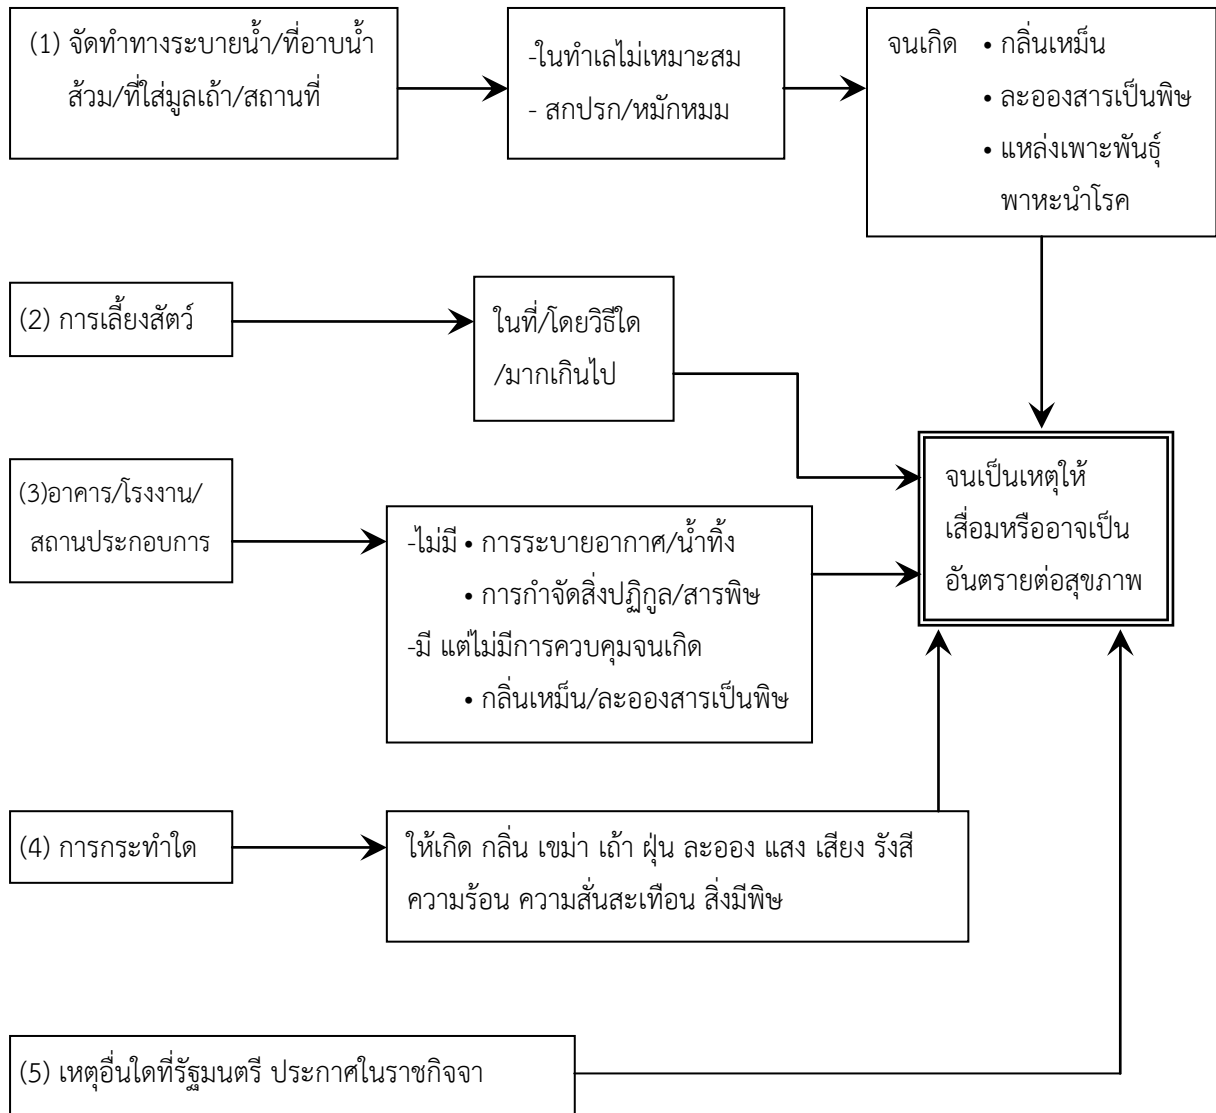 (1) จัดทำทางระบายน้ำ/ที่อาบน้ำ
ส้วม/ที่ใส่มูลเถ้า/สถานที่
-ในทำเลไม่เหมาะสม
- สกปรก/หมักหมม
จนเกิด • กลิ่นเหม็น
• ละอองสารเป็นพิษ
• แหล่งเพาะพันธุ์
พาหะนำโรค
(2) การเลี้ยงสัตว์
ในที่/โดยวิธีใด
/มากเกินไป
(3)อาคาร/โรงงาน/
สถานประกอบการ
-ไม่มี • การระบายอากาศ/น้ำทิ้ง
• การกำจัดสิ่งปฏิกูล/สารพิษ
-มี แต่ไม่มีการควบคุมจนเกิด
• กลิ่นเหม็น/ละอองสารเป็นพิษ
จนเป็นเหตุให้
เสื่อมหรืออาจเป็น
อันตรายต่อสุขภาพ
(4) การกระทำใด
ให้เกิด กลิ่น เขม่า เถ้า ฝุ่น ละออง แสง เสียง รังสี
ความร้อน ความสั่นสะเทือน สิ่งมีพิษ
(5) เหตุอื่นใดที่รัฐมนตรี ประกาศในราชกิจจา